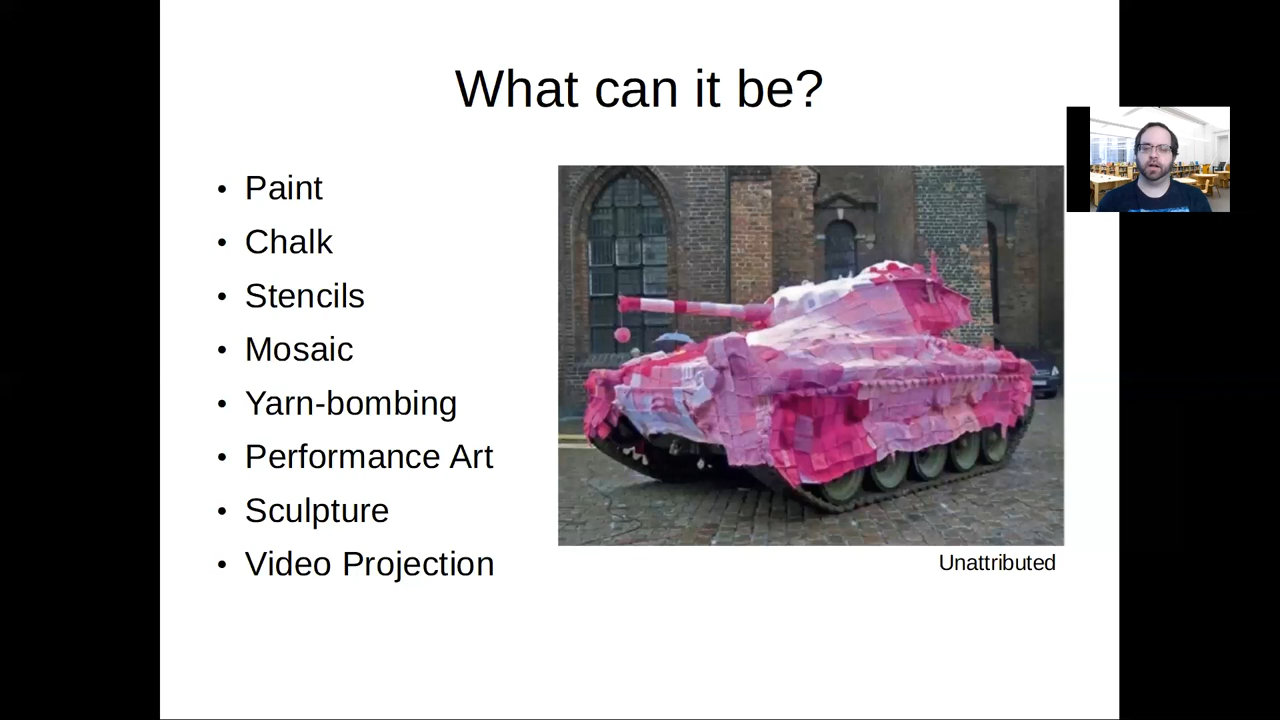 What can it be?
• Paint
• Chalk
• Stencils
• Mosaic
• Yarn-bombing
• Performance Art
• Sculpture
• Video Projection
Unattributed